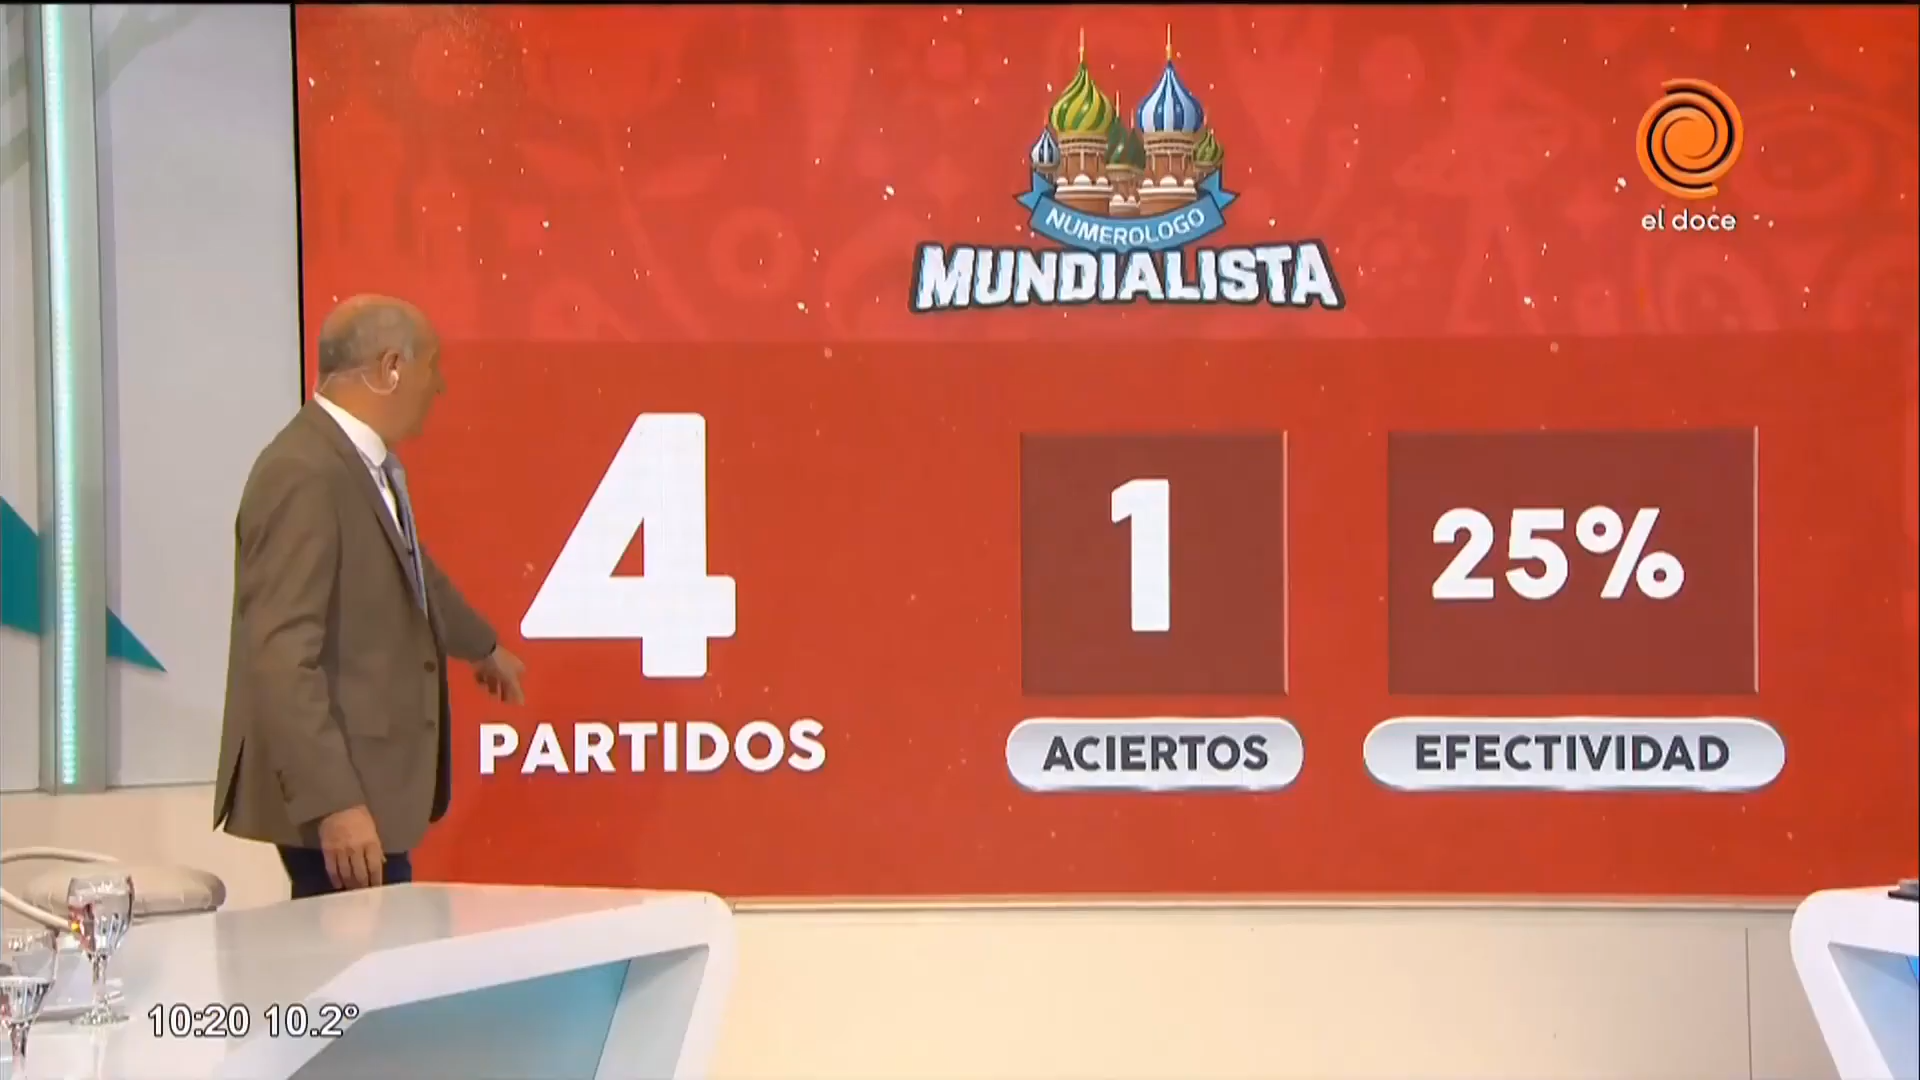 NUMEROLOGO
MUNDIALISTA
el doce
4
PARTIDOS
1
ACIERTOS
25%
EFECTIVIDAD
10:20 10.2°